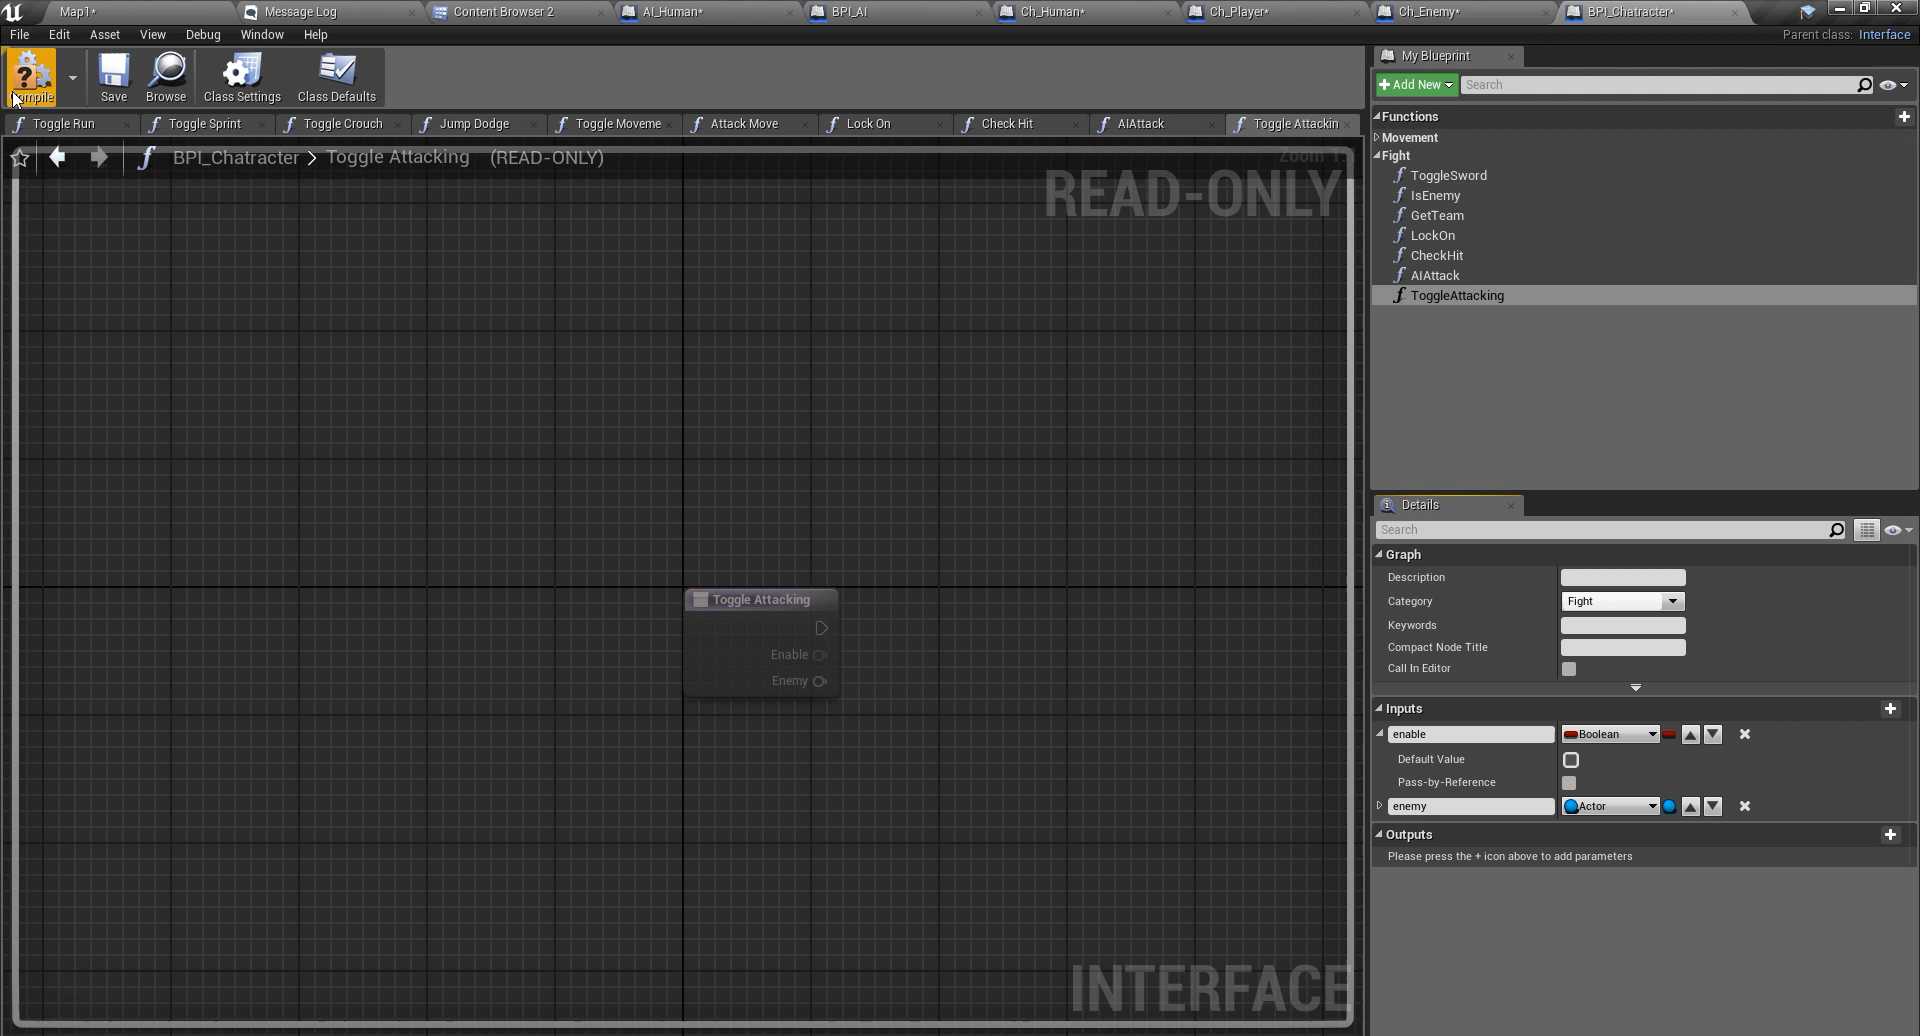 Map1*
Message Log
Content Browser 2
AI_Human*
BPI_AI
Ch_Human*
Ch_Player*
Ch_Enemy*
BPI_Chatracter*
File Edit Asset View Debug Window Help
Parent class: Interface
Compile
Save
Browse
Class Settings
Class Defaults
Toggle Run
Toggle Sprint
Toggle Crouch
Jump Dodge
Toggle Moveme
Attack Move
Lock On
Check Hit
AIAttack
Toggle Attackin
BPI_Chatracter > Toggle Attacking (READ-ONLY)
READ-ONLY
Toggle Attacking
Enable
Enemy
INTERFACE
My Blueprint
+ Add New
Search
Functions
Movement
Fight
ToggleSword
IsEnemy
GetTeam
LockOn
CheckHit
AIAttack
ToggleAttacking
Details
Search
Graph
Description
Category Fight
Keywords
Compact Node Title
Call In Editor
Inputs
enable Boolean
Default Value
Pass-by-Reference
enemy Actor
Outputs
Please press the + icon above to add parameters